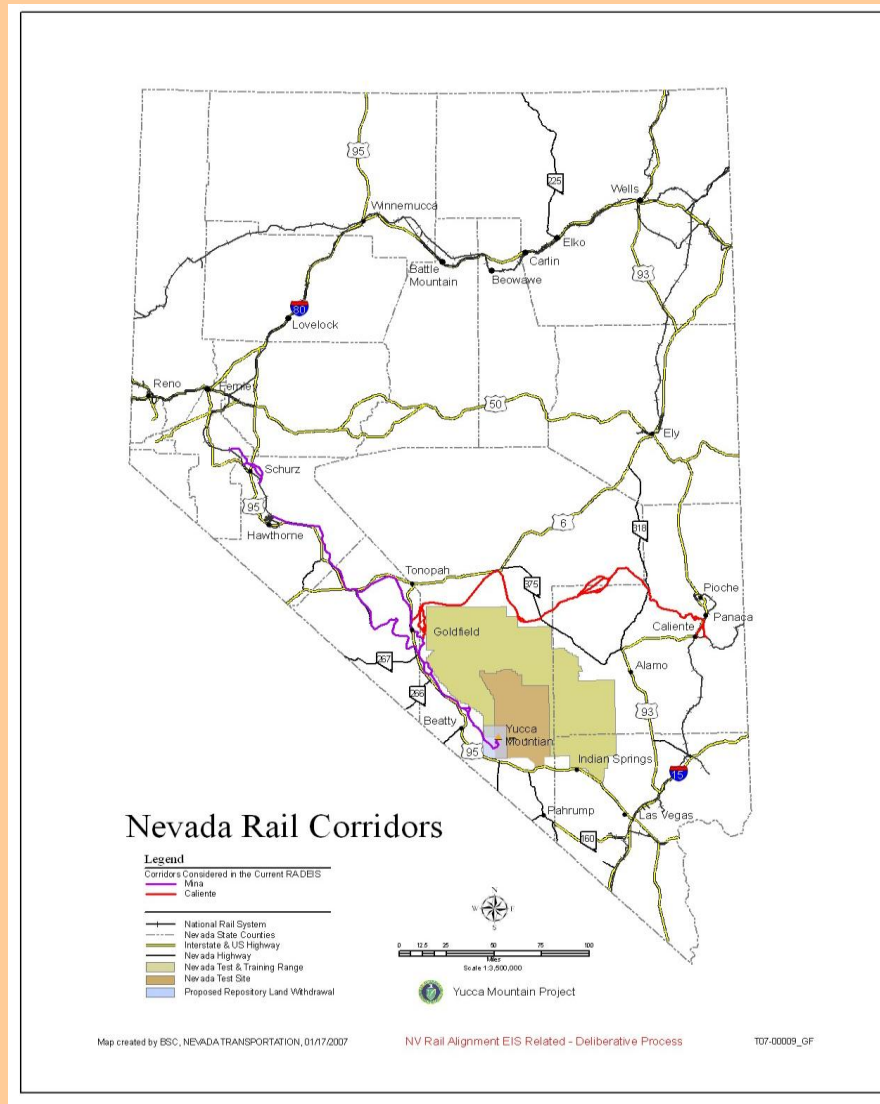 95
225
Wells
Winnemucca
Elko
Carlin
Battle
Mountain
Beowawe
93
80
Lovelock
Reno
Fernley
50
Ely
Schurz
95
Hawthorne
6
318
Tonopah
375
Pioche
Panaca
Caliente
Goldfield
267
Alamo
266
93
Beatty
Yucca
Mountian
95
Indian Springs
15
Pahrump
Las Vegas
160
Nevada Rail Corridors
Legend
Corridors Considered in the Current RADEIS
Mina
Caliente
National Rail System
Nevada State Counties
Interstate & US Highway
Nevada Highway
Nevada Test & Training Range
Nevada Test Site
Proposed Repository Land Withdrawal
N
W
E
S
0 12.5 25 50 75 100
Miles
Scale 1:3,500,000
Yucca Mountain Project
Map created by BSC, NEVADA TRANSPORTATION, 01/17/2007
NV Rail Alignment EIS Related - Deliberative Process
T07-00009_GF